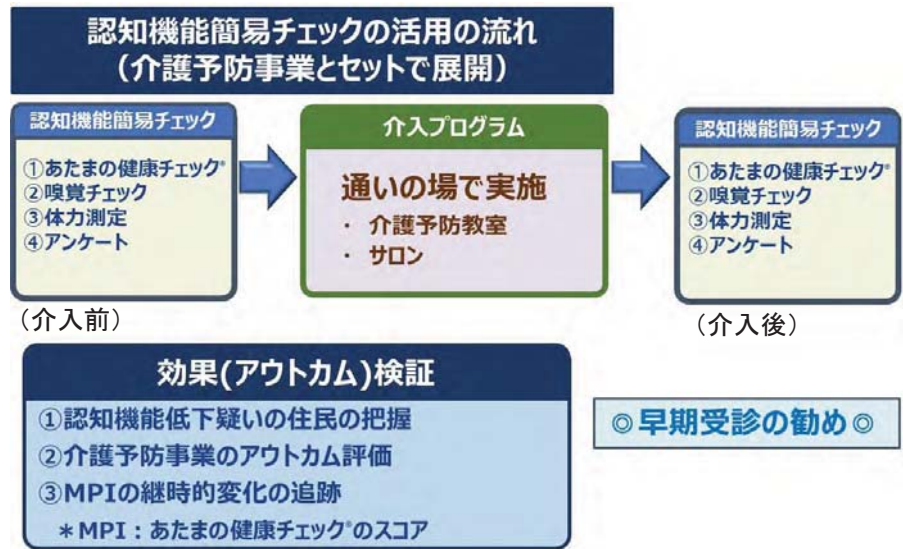 認知機能簡易チェックの活用の流れ
（介護予防事業とセットで展開）
認知機能簡易チェック
①あたまの健康チェック®
②嗅覚チェック
③体力測定
④アンケート
（介入前）
介入プログラム
通いの場で実施
・ 介護予防教室
・ サロン
認知機能簡易チェック
①あたまの健康チェック®
②嗅覚チェック
③体力測定
④アンケート
（介入後）
効果(アウトカム)検証
①認知機能低下疑いの住民の把握
②介護予防事業のアウトカム評価
③MPIの継時的変化の追跡
＊MPI：あたまの健康チェック®のスコア
◎早期受診の勧め◎